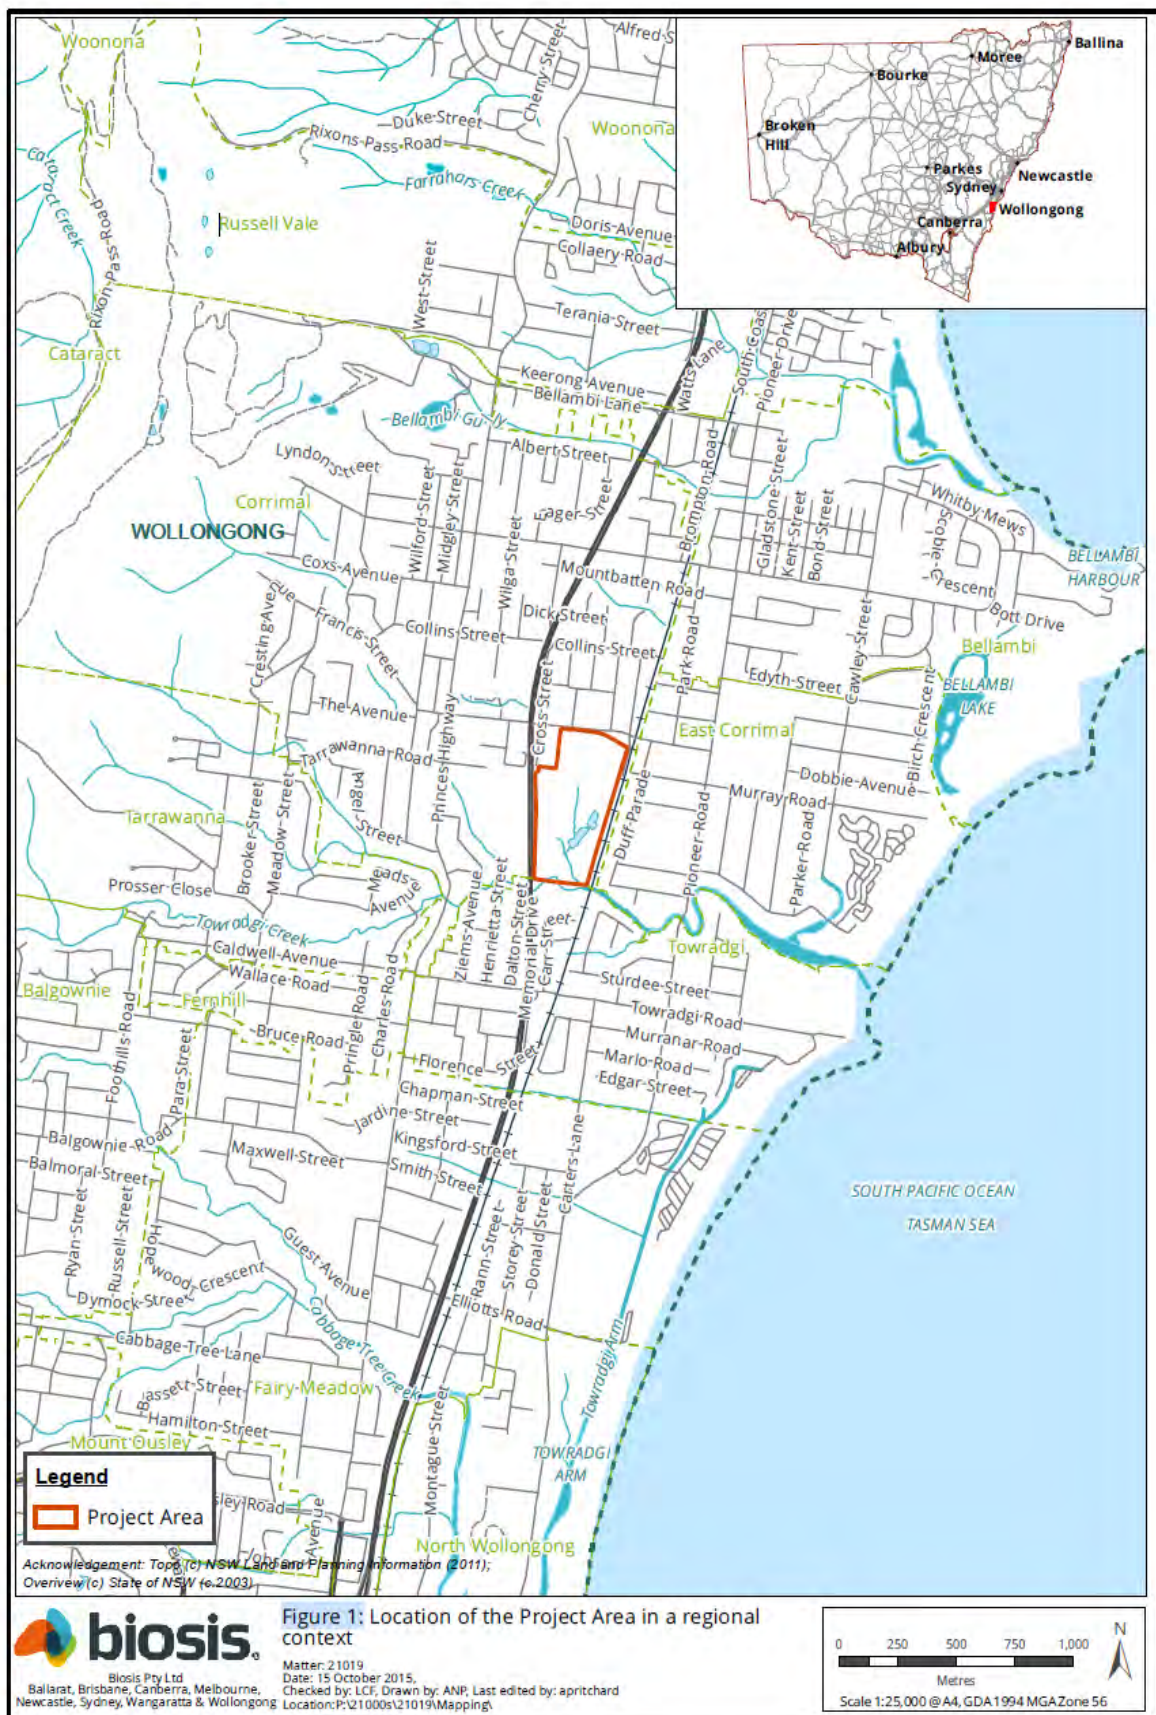 Woonona
Alfred S
Cherry Street
Duke Street
Rixons Pass Road
Woonona
Cataract Creek
Farrahars Creek
Rixon Pass Road
Russell Vale
Doris Avenue
Collaery Road
West Street
Terania Street
Cataract
Watts Lane
South Coas
Pioneer Drive
Keerong Avenue
Bellambi Lane
Bellambi Gully
Albert Street
Lyndon Street
Corrimal
WOLLONGONG
Wilford Street
Midgley Street
Eager Street
Wilga Street
Brompton Road
Gladstone Street
Kent Street
Bond Street
Whitby Mews
Scobie Crescent
BELLAMBI
HARBOUR
Coxs Avenue
Mountbatten Road
Bott Drive
Cresting Avenue
Francis Street
Collins Street
Dick Street
Collins Street
Park Road
Cawley Street
Bellambi
Edyth Street
BELLAMBI
LAKE
Birch Crescent
The Avenue
Princes Highway
Cross Street
East Corrimal
Tarrawanna Road
Angel Street
Duff Parade
Dobbie Avenue
Murray Road
Tarrawanna
Brooker Street
Meadow Street
Pioneer Road
Parker Road
Meads Avenue
Prosser Close
Towradgi Creek
Ziems Avenue
Henrietta Street
Dalton Street
Memorial Drive
Carr Street
Towradgi
Caldwell Avenue
Wallace Road
Balgownie
Fernhill
Sturdee Street
Towradgi Road
Foothills Road
Para Street
Bruce Road
Pringle Road
Charles Road
Murranar Road
Marlo Road
Florence Street
Edgar Street
Chapman Street
Jardine Street
Carters Lane
Balgownie Road
Maxwell Street
Kingsford Street
Balmoral Street
Smith Street
SOUTH PACIFIC OCEAN
TASMAN SEA
Ryan Street
Russell Street
Hopewood Crescent
Guest Avenue
Rann Street
Storey Street
Donald Street
Dymock Street
Elliotts Road
Cabbage Tree Lane
Cabbage Tree Creek
Towradgi Arm
Bassett Street
Fairy Meadow
Hamilton Street
Mount Ousley
Montague Street
TOWRADGI
ARM
sley Road
Avenue
North Wollongong
Ballina
Moree
Bourke
Broken
Hill
Parkes
Newcastle
Sydney
Wollongong
Canberra
Albury
Legend
Project Area
Acknowledgement: Topo (c) NSW Land and Planning Information (2011);
Overivew (c) State of NSW (c.2003)
biosis.
Biosis Pty Ltd
Ballarat, Brisbane, Canberra, Melbourne,
Newcastle, Sydney, Wangaratta & Wollongong
Figure 1: Location of the Project Area in a regional
context
Matter: 21019
Date: 15 October 2015,
Checked by: LCF, Drawn by: ANP, Last edited by: apritchard
Location:P:\21000s\21019\Mapping\
0 250 500 750 1,000
Metres
Scale 1:25,000 @ A4, GDA 1994 MGA Zone 56
N